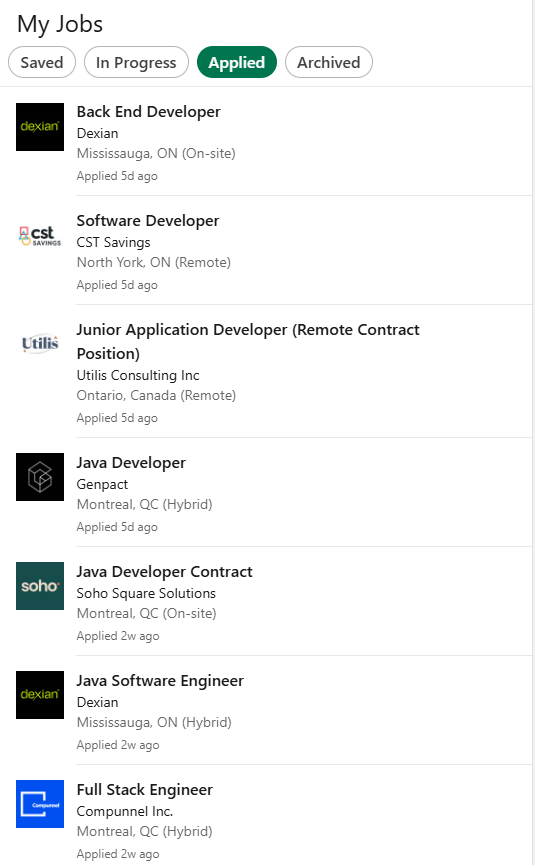 My Jobs
Saved In Progress Applied Archived
dexian
Back End Developer
Dexian
Mississauga, ON (On-site)
Applied 5d ago
cst
SAVINGS
Software Developer
CST Savings
North York, ON (Remote)
Applied 5d ago
Utilis
Junior Application Developer (Remote Contract
Position)
Utilis Consulting Inc
Ontario, Canada (Remote)
Applied 5d ago
Java Developer
Genpact
Montreal, QC (Hybrid)
Applied 5d ago
soho
Java Developer Contract
Soho Square Solutions
Montreal, QC (On-site)
Applied 2w ago
dexian
Java Software Engineer
Dexian
Mississauga, ON (Hybrid)
Applied 2w ago
Compunnel
Full Stack Engineer
Compunnel Inc.
Montreal, QC (Hybrid)
Applied 2w ago